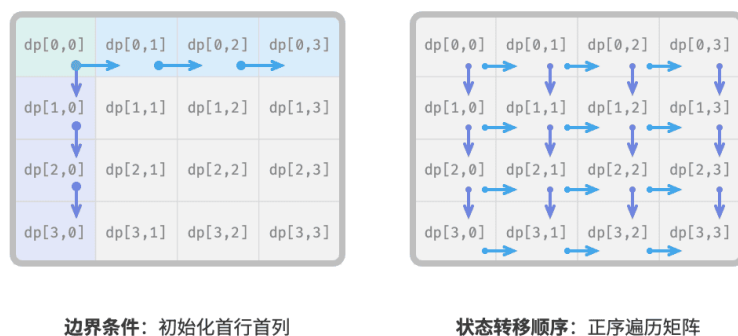 dp[0,0] dp[0,1] dp[0,2] dp[0,3]
dp[1,0] dp[1,1] dp[1,2] dp[1,3]
dp[2,0] dp[2,1] dp[2,2] dp[2,3]
dp[3,0] dp[3,1] dp[3,2] dp[3,3]
边界条件：初始化首行首列
dp[0,0] dp[0,1] dp[0,2] dp[0,3]
dp[1,0] dp[1,1] dp[1,2] dp[1,3]
dp[2,0] dp[2,1] dp[2,2] dp[2,3]
dp[3,0] dp[3,1] dp[3,2] dp[3,3]
状态转移顺序：正序遍历矩阵